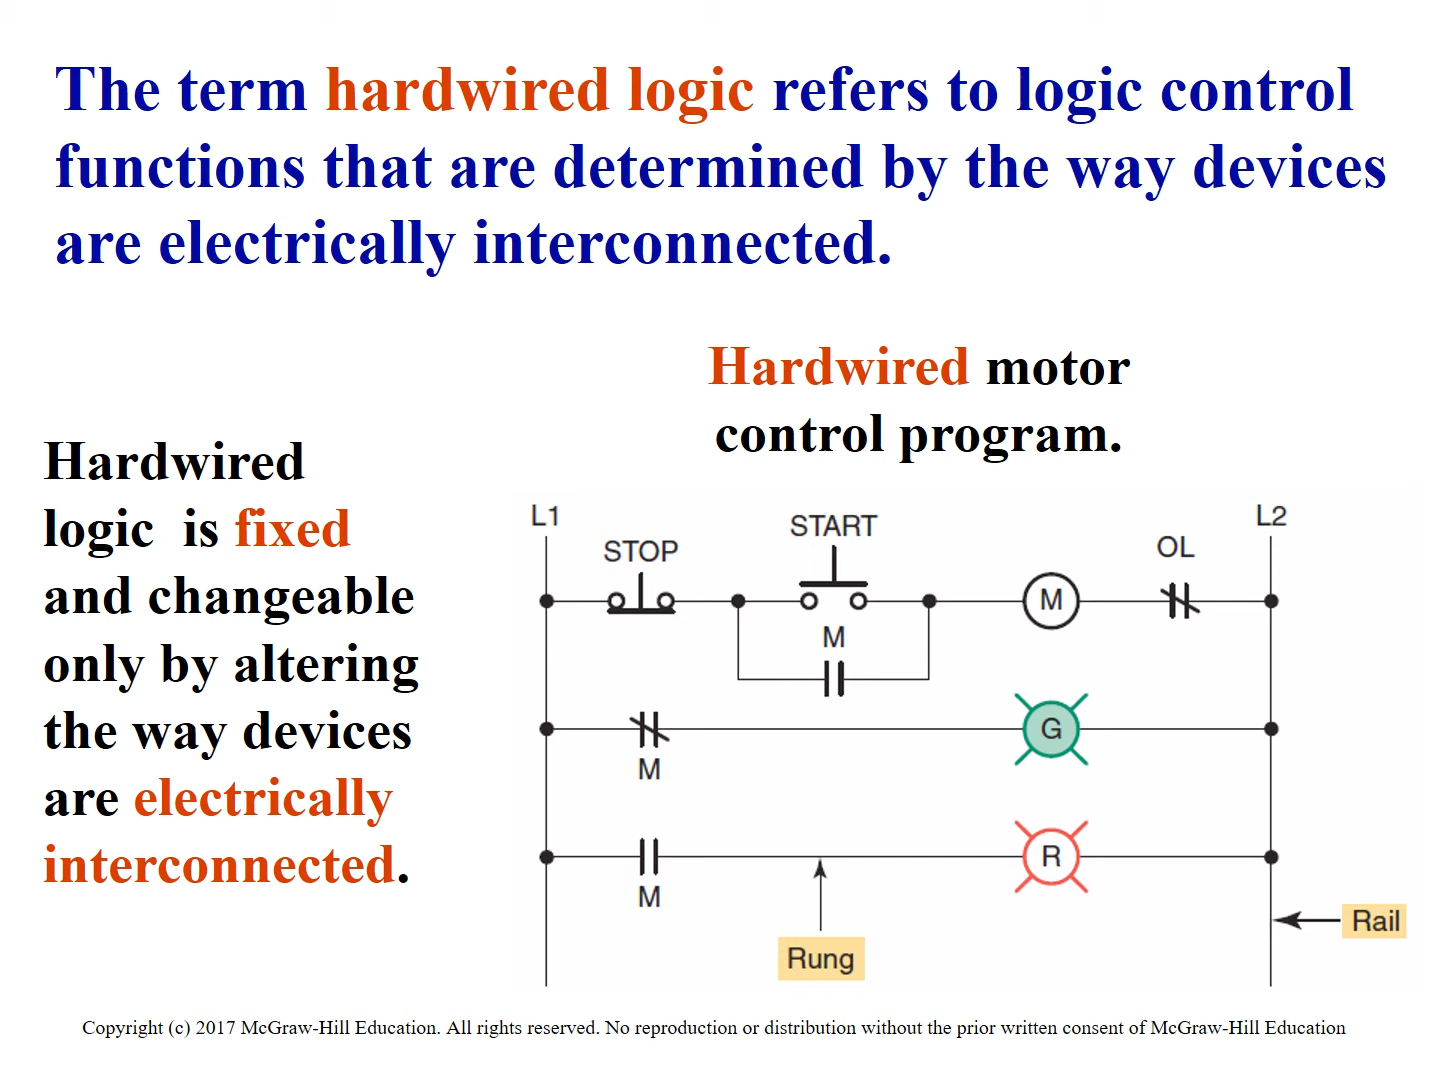 The term hardwired logic refers to logic control
functions that are determined by the way devices
are electrically interconnected.
Hardwired motor
control program.
Hardwired
logic is fixed
and changeable
only by altering
the way devices
are electrically
interconnected.
L1
L2
STOP
START
OL
M
M
M
G
M
R
Rung
Rail
Copyright (c) 2017 McGraw-Hill Education. All rights reserved. No reproduction or distribution without the prior written consent of McGraw-Hill Education